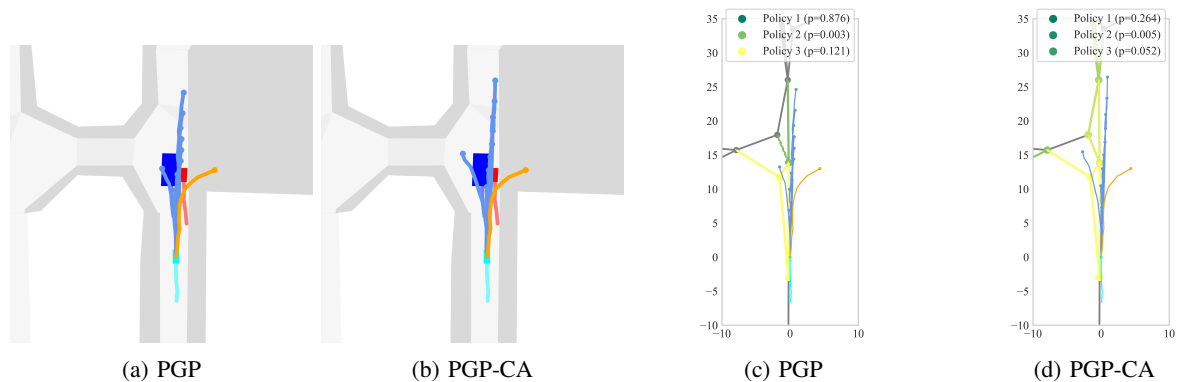 35
30
25
20
15
10
5
0
−5
−10
−10
0
10
Policy 1 (p=0.876)
Policy 2 (p=0.003)
Policy 3 (p=0.121)
35
30
25
20
15
10
5
0
−5
−10
−10
0
10
Policy 1 (p=0.264)
Policy 2 (p=0.005)
Policy 3 (p=0.052)
(a) PGP
(b) PGP-CA
(c) PGP
(d) PGP-CA